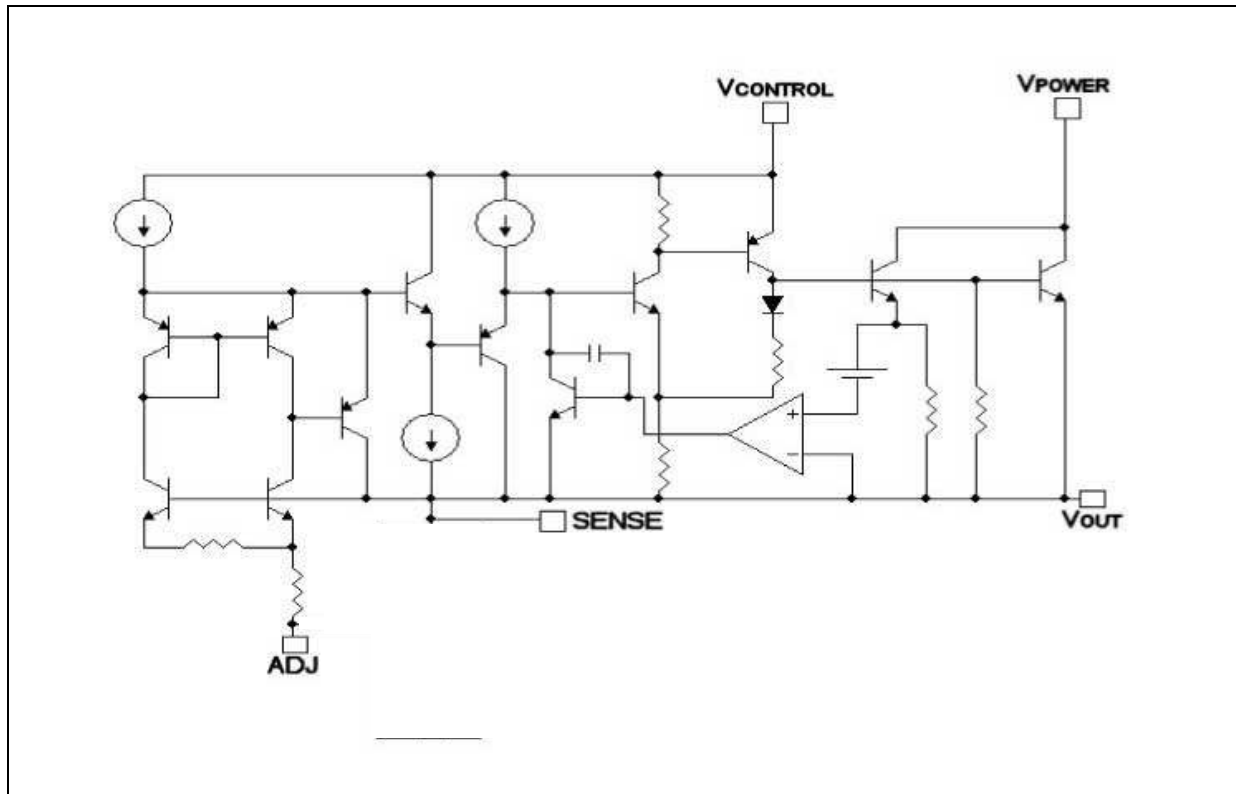 VCONTROL
VPOWER
+
−
SENSE
VOUT
ADJ